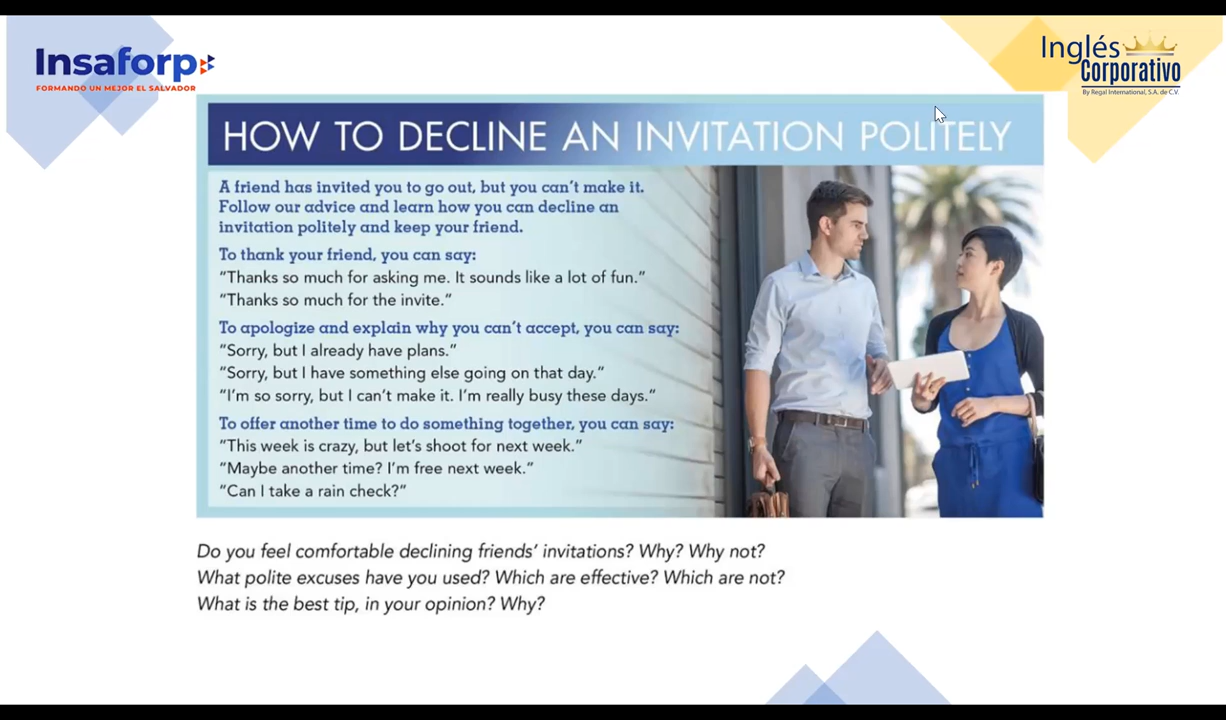 Insaforp
FORMANDO UN MEJOR EL SALVADOR
Inglés
Corporativo
By Regal International, S.A. de C.V.
HOW TO DECLINE AN INVITATION POLITELY
A friend has invited you to go out, but you can't make it.
Follow our advice and learn how you can decline an
invitation politely and keep your friend.
To thank your friend, you can say:
"Thanks so much for asking me. It sounds like a lot of fun."
"Thanks so much for the invite."
To apologize and explain why you can't accept, you can say:
"Sorry, but I already have plans."
"Sorry, but I have something else going on that day."
"I'm so sorry, but I can't make it. I'm really busy these days."
To offer another time to do something together, you can say:
"This week is crazy, but let's shoot for next week."
"Maybe another time? I'm free next week."
"Can I take a rain check?"
Do you feel comfortable declining friends' invitations? Why? Why not?
What polite excuses have you used? Which are effective? Which are not?
What is the best tip, in your opinion? Why?